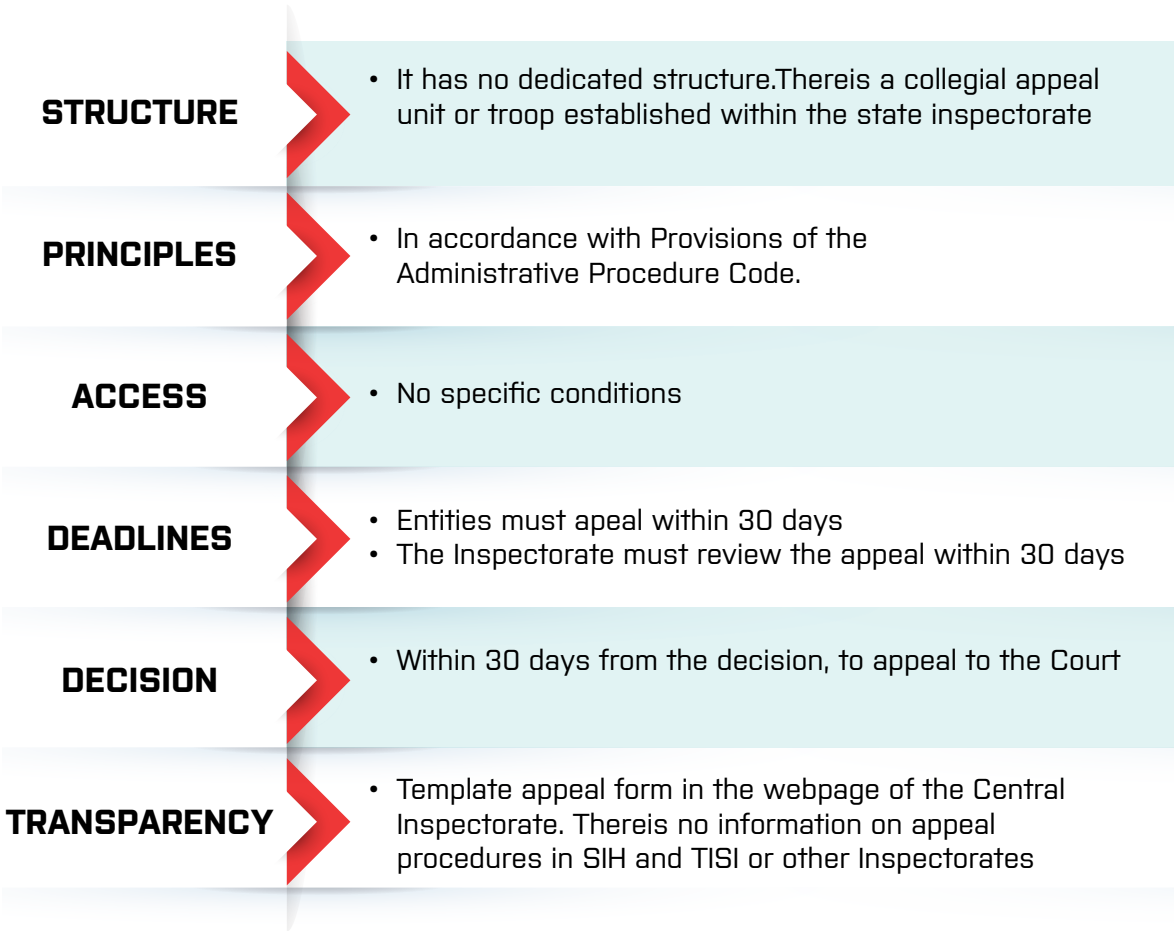 STRUCTURE
• It has no dedicated structure.Thereis a collegial appeal
unit or troop established within the state inspectorate
PRINCIPLES
• In accordance with Provisions of the
Administrative Procedure Code.
ACCESS
• No specific conditions
DEADLINES
• Entities must apeal within 30 days
• The Inspectorate must review the appeal within 30 days
DECISION
• Within 30 days from the decision, to appeal to the Court
TRANSPARENCY
• Template appeal form in the webpage of the Central
Inspectorate. Thereis no information on appeal
procedures in SIH and TISI or other Inspectorates